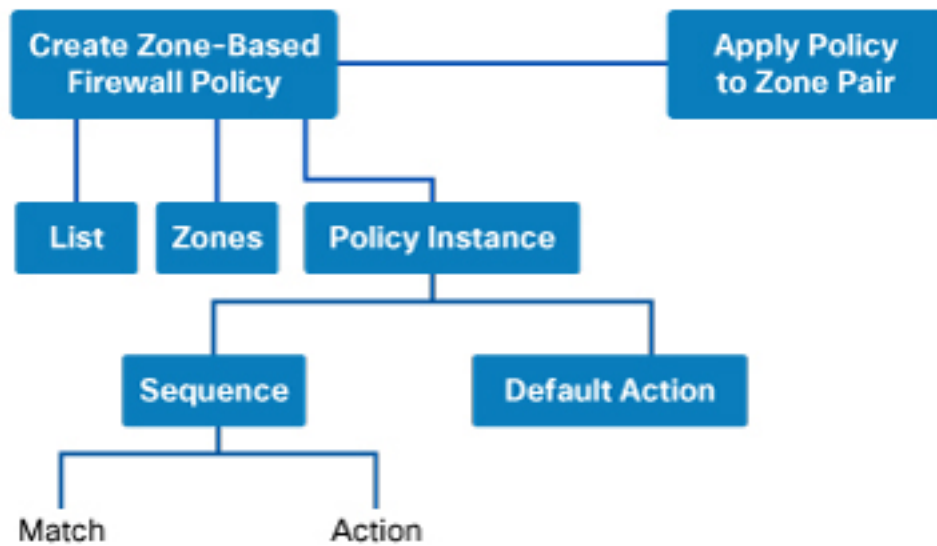 Create Zone-Based
Firewall Policy
Apply Policy
to Zone Pair
List
Zones
Policy Instance
Sequence
Default Action
Match
Action